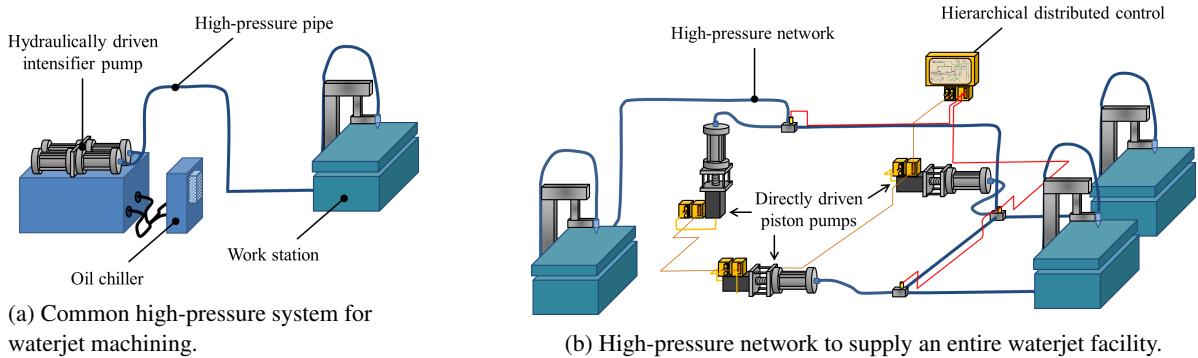 High-pressure pipe
Hydraulically driven
intensifier pump
Work station
Oil chiller
(a) Common high-pressure system for
waterjet machining.
Hierarchical distributed control
High-pressure network
Directly driven
piston pumps
(b) High-pressure network to supply an entire waterjet facility.